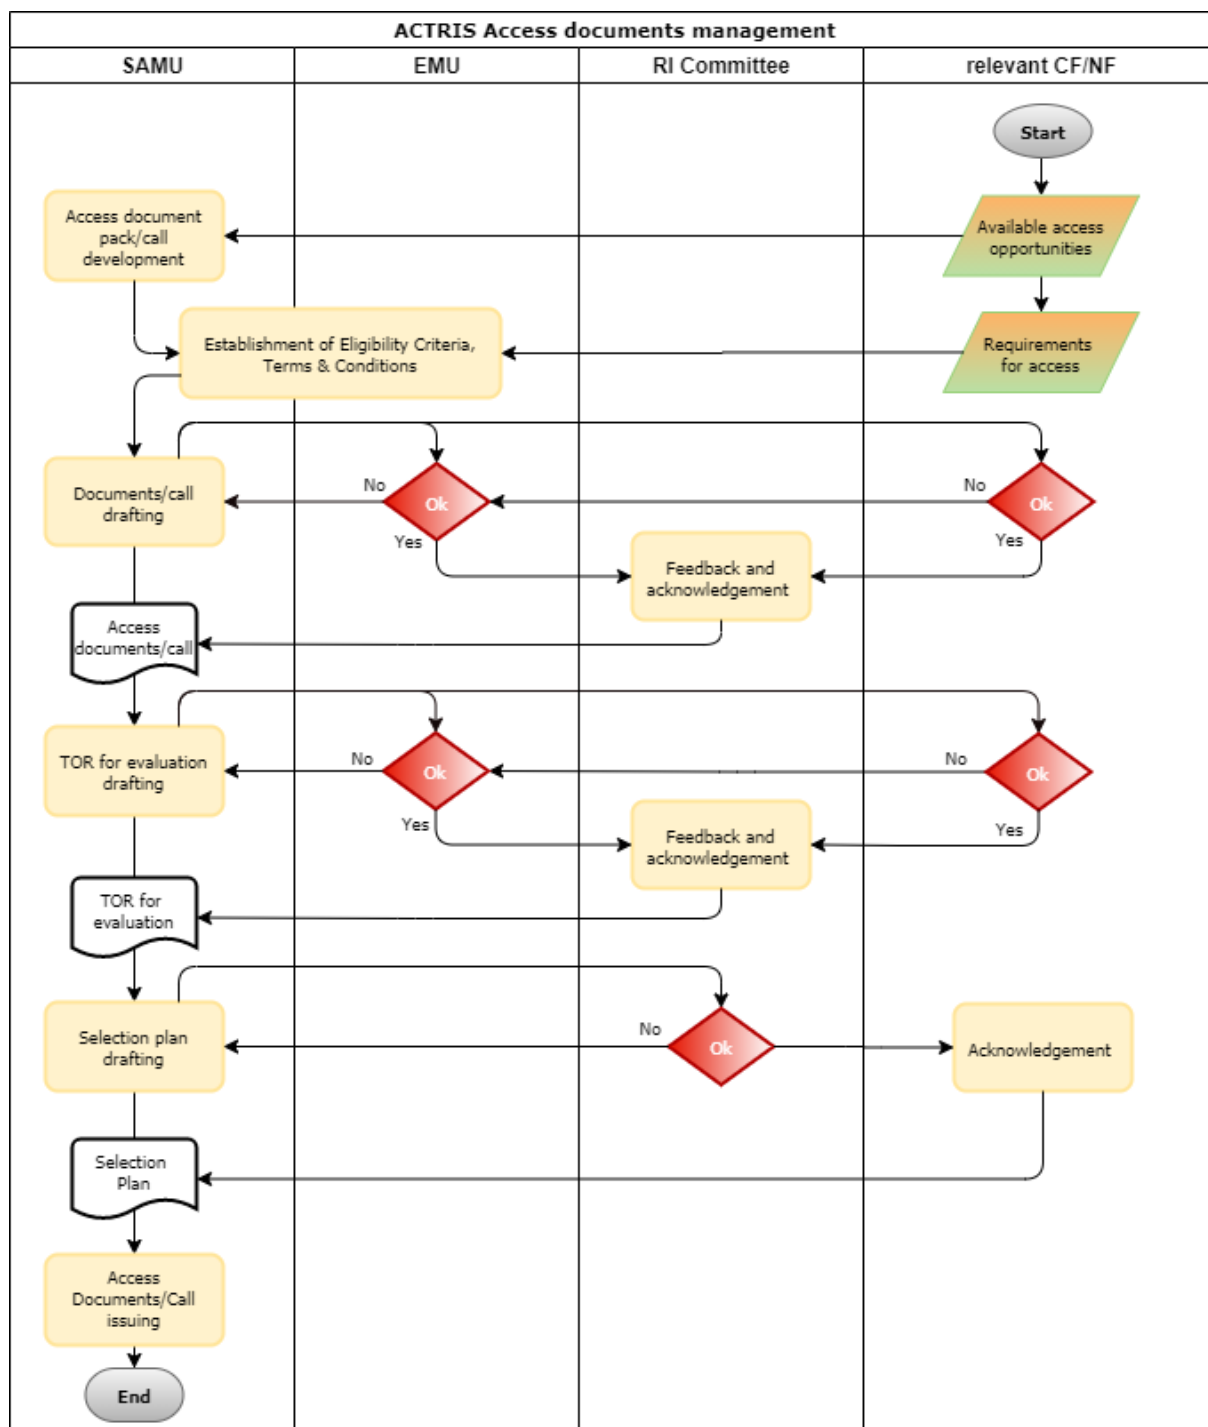 ACTRIS Access documents management
SAMU
EMU
RI Committee
relevant CF/NF
Start
Access document
pack/call
development
Available access
opportunities
Establishment of Eligibility Criteria,
Terms & Conditions
Requirements
for access
Documents/call
drafting
No
Ok
Yes
No
Ok
Yes
Feedback and
acknowledgement
Access
documents/call
TOR for evaluation
drafting
No
Ok
Yes
No
Ok
Yes
Feedback and
acknowledgement
TOR for
evaluation
Selection plan
drafting
No
Ok
Acknowledgement
Selection
Plan
Access
Documents/Call
issuing
End